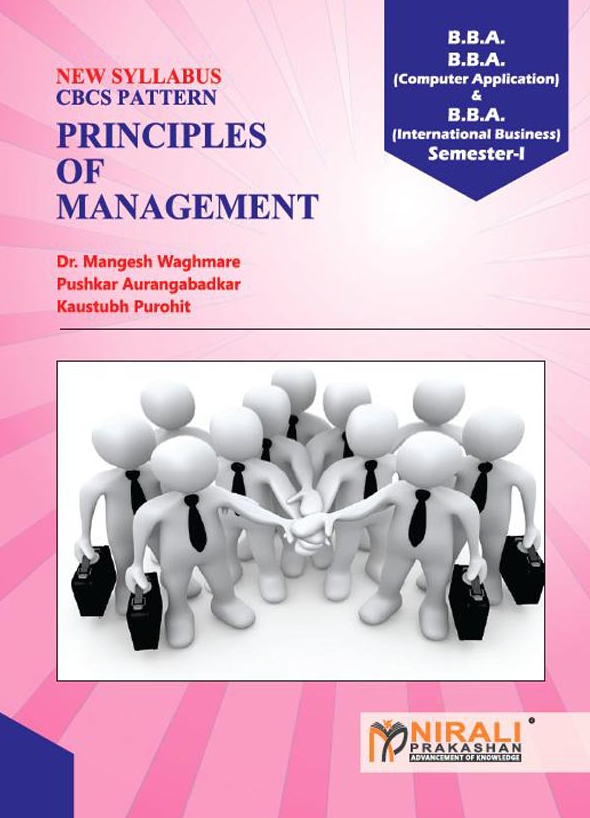 B.B.A.
B.B.A.
(Computer Application)
&
B.B.A.
(International Business)
Semester-I
NEW SYLLABUS
CBCS PATTERN
PRINCIPLES
OF
MANAGEMENT
Dr. Mangesh Waghmare
Pushkar Aurangabadkar
Kaustubh Purohit
NIRALI
PRAKASHAN
ADVANCEMENT OF KNOWLEDGE